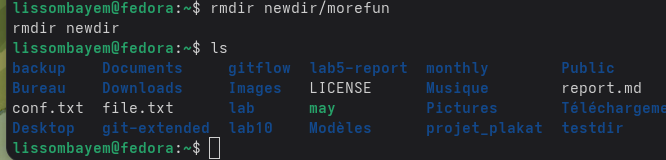 lissombayem@fedora:~$ rmdir newdir/morefun
rmdir newdir
lissombayem@fedora:~$ ls
backup Documents gitflow lab5-report monthly Public
Bureau Downloads Images LICENSE Musique report.md
conf.txt file.txt lab may Pictures Téléchargeme
Desktop git-extended lab10 Modèles projet_plakat testdir
lissombayem@fedora:~$